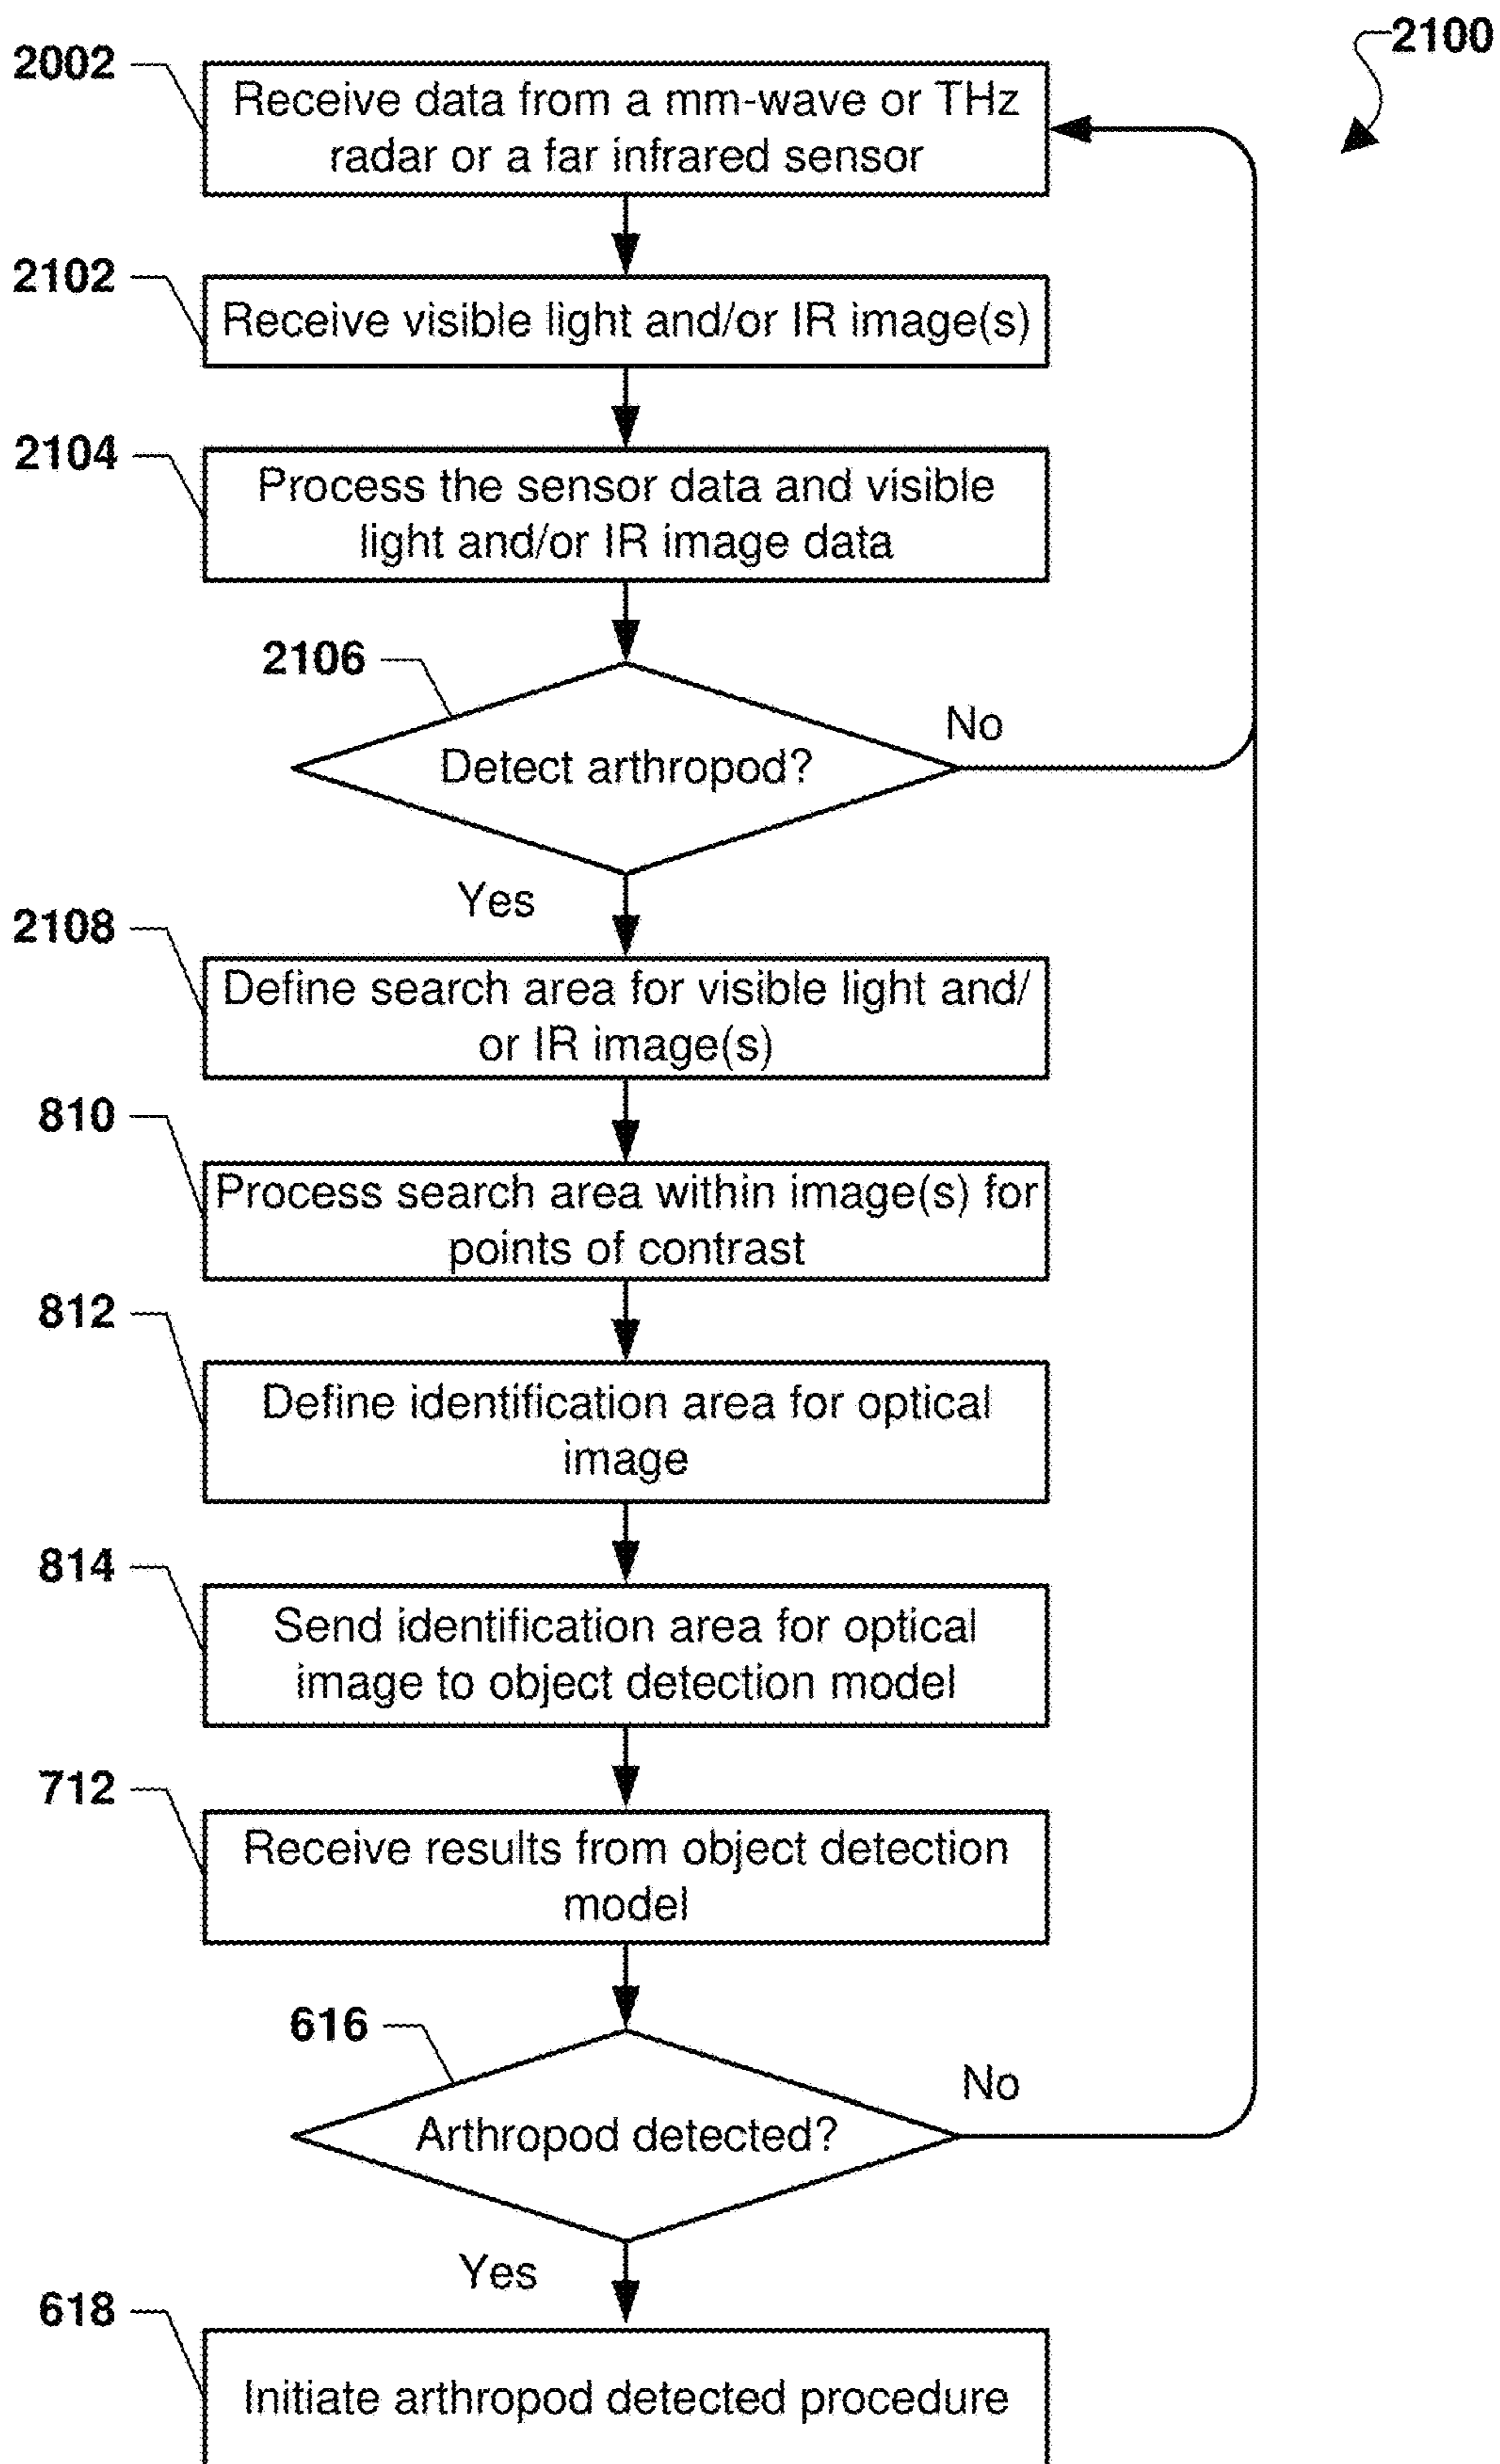 2100
2002
Receive data from a mm-wave or THz
radar or a far infrared sensor
2102
Receive visible light and/or IR image(s)
2104
Process the sensor data and visible
light and/or IR image data
2106
Detect arthropod?
No
Yes
2108
Define search area for visible light and/
or IR image(s)
810
Process search area within image(s) for
points of contrast
812
Define identification area for optical
image
814
Send identification area for optical
image to object detection model
712
Receive results from object detection
model
616
Arthropod detected?
No
Yes
618
Initiate arthropod detected procedure